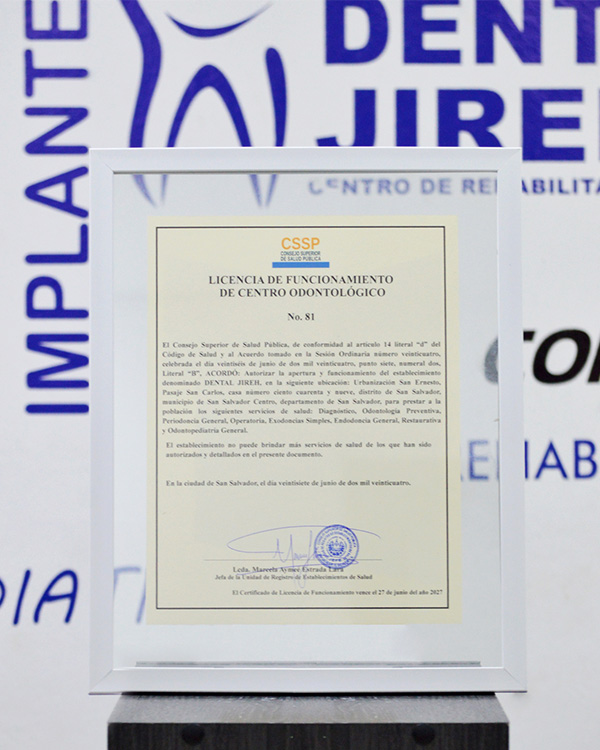 IMPLANTE
DENT
JIREH
CENTRO DE REHABILITA
CSSP
CONSEJO SUPERIOR
DE SALUD PÚBLICA
LICENCIA DE FUNCIONAMIENTO
DE CENTRO ODONTOLÓGICO
No. 81
El Consejo Superior de Salud Pública, de conformidad al artículo 14 literal "d" del
Código de Salud y al Acuerdo tomado en la Sesión Ordinaria número veinticuatro,
celebrada el día veintiséis de junio de dos mil veinticuatro, punto siete, numeral dos,
Literal "B", ACORDÓ: Autorizar la apertura y funcionamiento del establecimiento
denominado DENTAL JIREH, en la siguiente ubicación: Urbanización San Ernesto,
Pasaje San Carlos, casa número ciento cuarenta y nueve, distrito de San Salvador,
municipio de San Salvador Centro, departamento de San Salvador, para prestar a la
población los siguientes servicios de salud: Diagnóstico, Odontología Preventiva,
Periodoncia General, Operatoria, Exodoncias Simples, Endodoncia General, Restaurativa
y Odontopediatría General.
El establecimiento no puede brindar más servicios de salud de los que han sido
autorizados y detallados en el presente documento.
En la ciudad de San Salvador, el día veintisiete de junio de dos mil veinticuatro.
Lcda. Marcela Aymee Estrada Lara
Jefa de la Unidad de Registro de Establecimientos de Salud
El Certificado de Licencia de Funcionamiento vence el 27 de junio del año 2027
COR
REHAB
DIAT